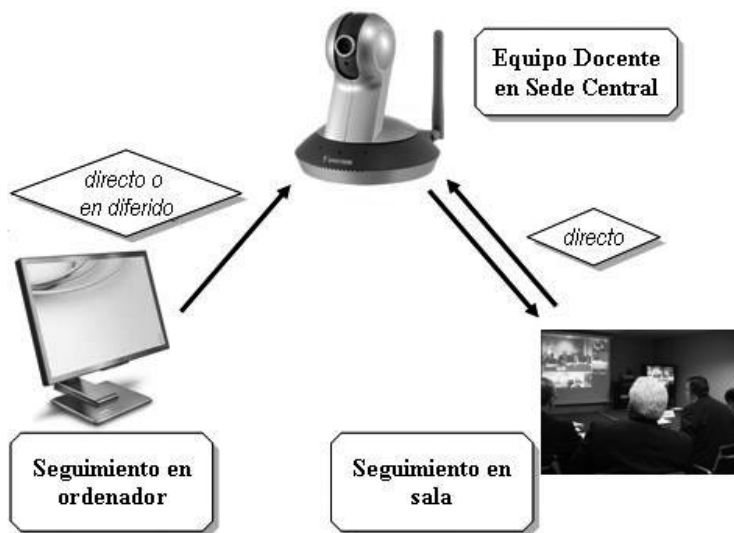 Equipo Docente
en Sede Central
directo o
en diferido
directo
Seguimiento en
ordenador
Seguimiento en
sala